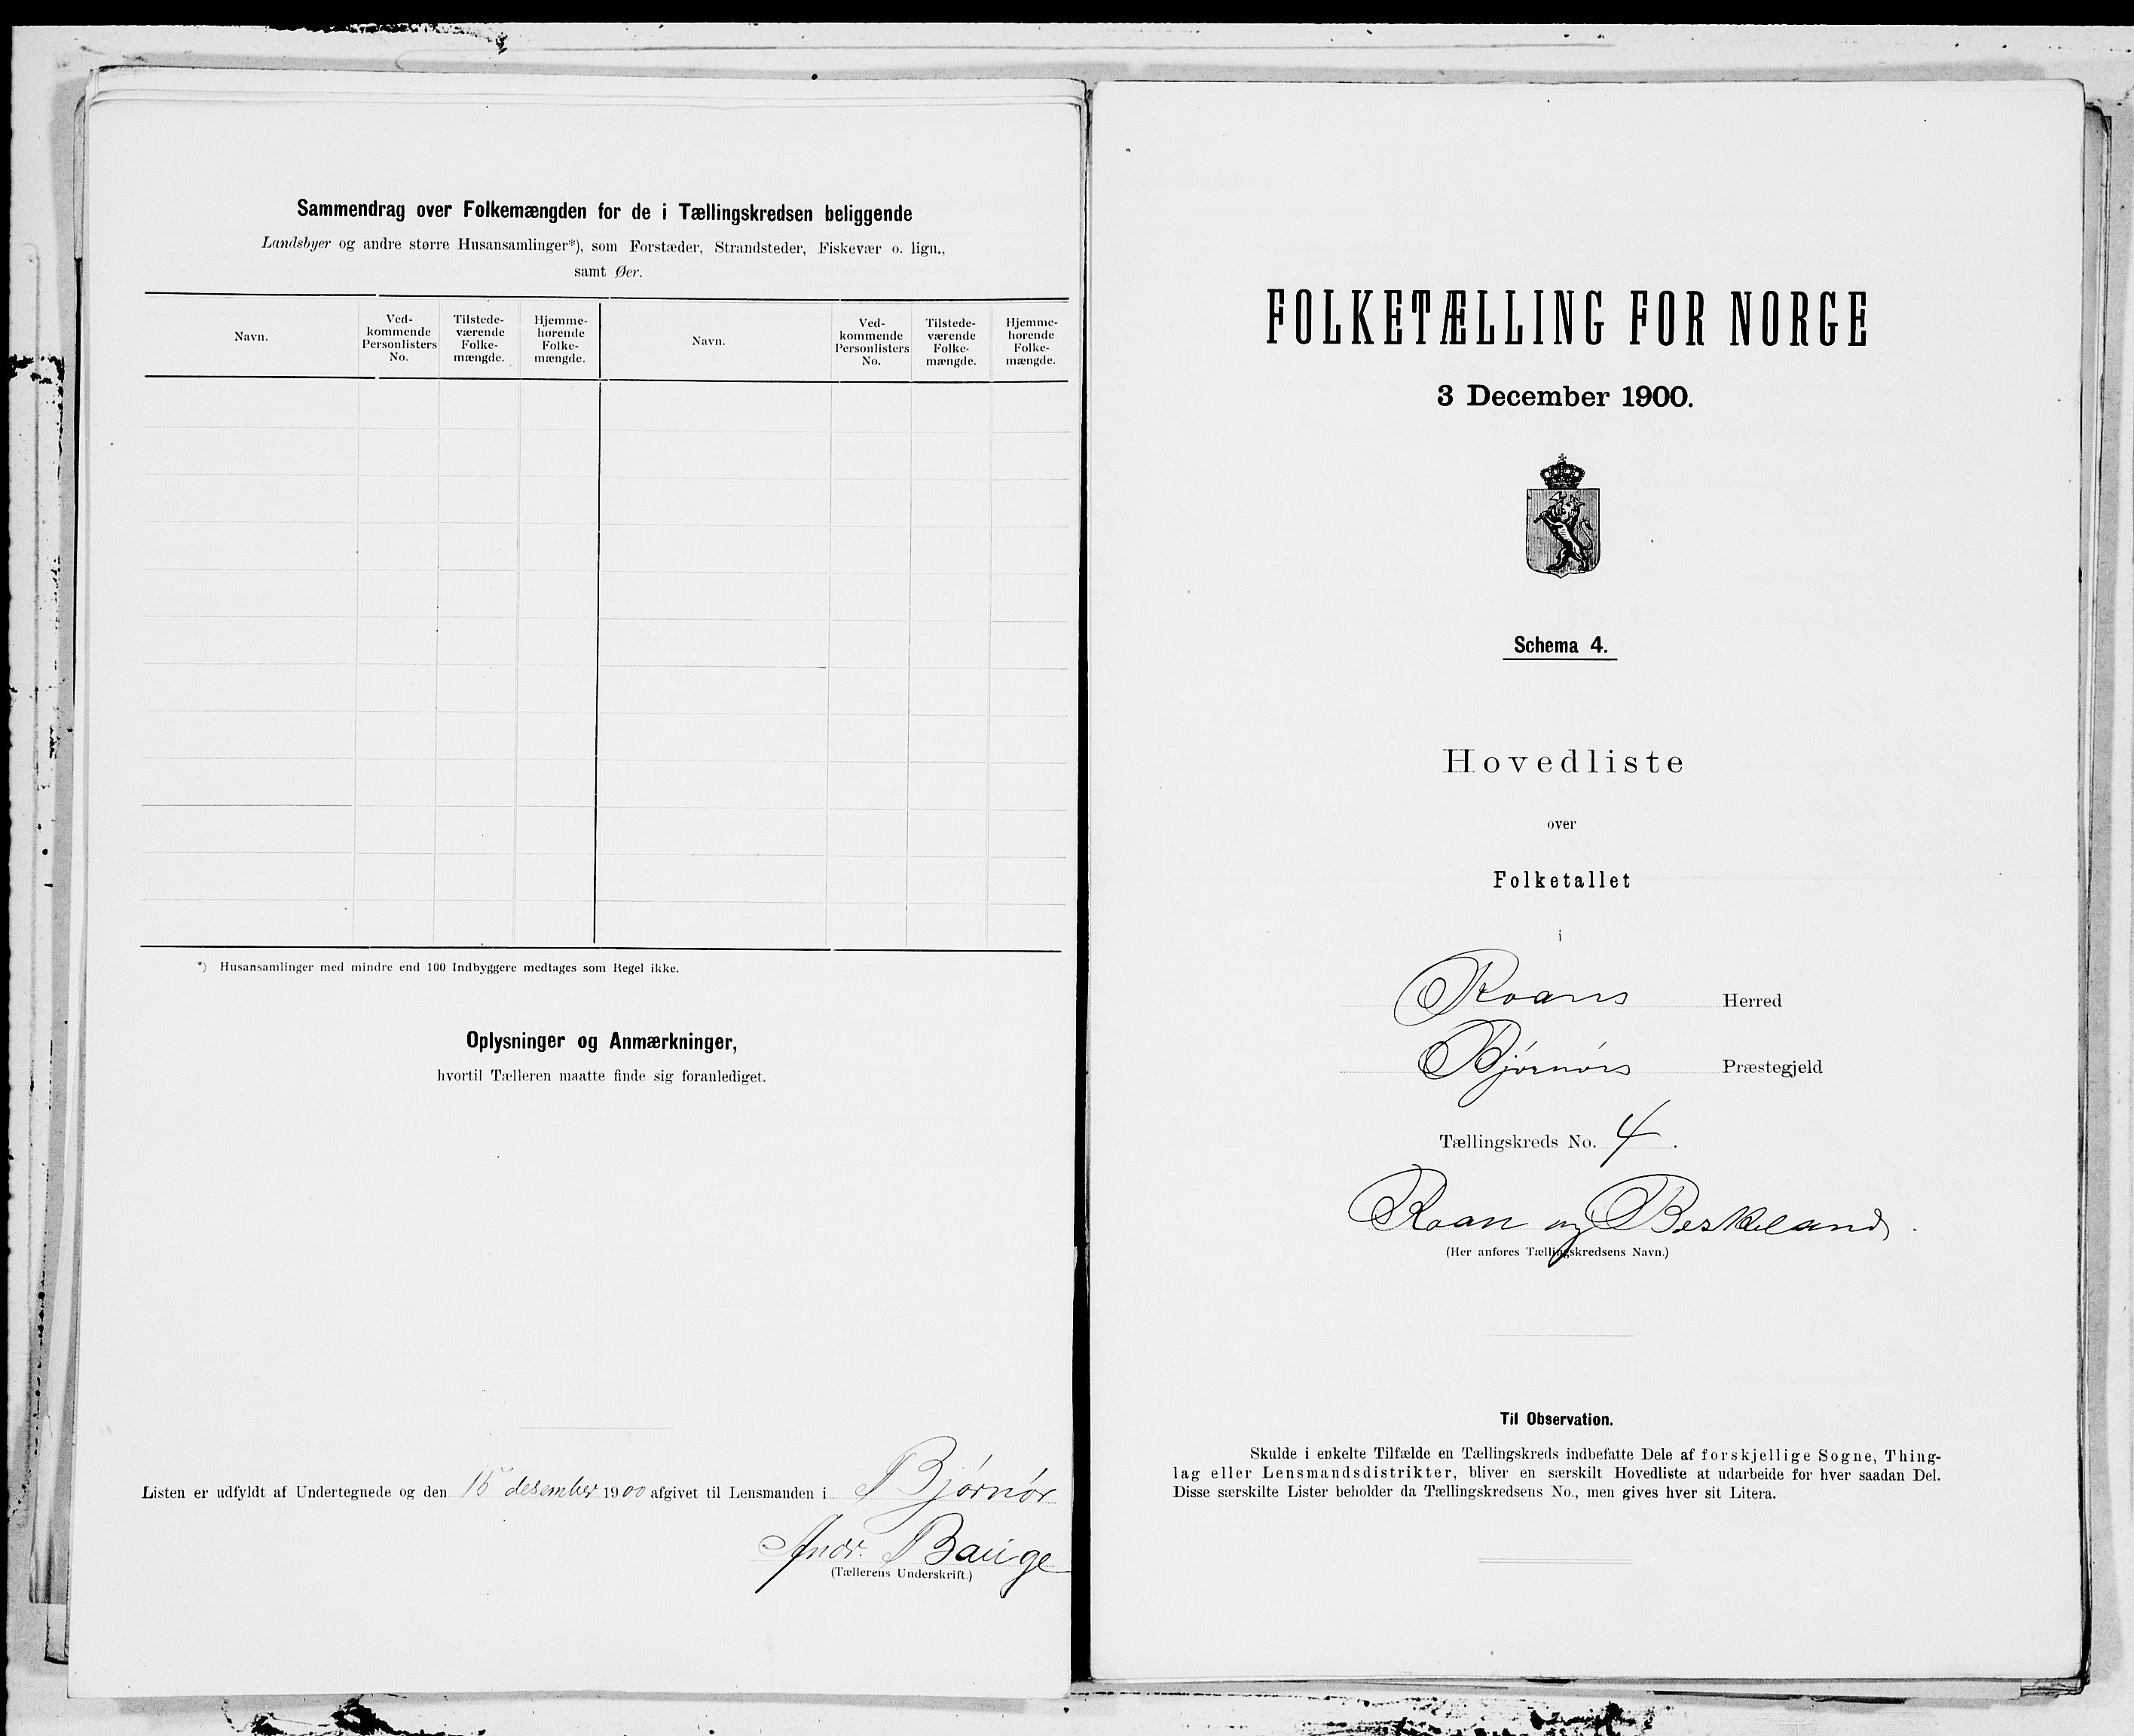 Sammendrag over Folkemængden for de i Tællingskredsen beliggende
Landsbyer og andre større Husansamlinger*), som Forstæder, Strandsteder, Fiskevær o. lign.,
samt Øer.
Navn.
Ved-
kommende
Personlisters
No.
Tilstede-
værende
Folke-
mængde.
Hjemme-
hørende
Folke-
mængde.
Navn.
Ved-
kommende
Personlisters
No.
Tilstede-
værende
Folke-
mængde.
Hjemme-
hørende
Folke-
mængde.
*) Husansamlinger med mindre end 100 Indbyggere medtages som Regel ikke.
Oplysninger og Anmærkninger,
hvortil Tælleren maatte finde sig foranlediget.
Listen er udfyldt af Undertegnede og den 15 desember 1900 afgivet til Lensmanden i Bjørnør
Andr. Bauge
(Tællerens Underskrift.)
FOLKETÆLLING FOR NORGE
3 December 1900.
Schema 4.
Hovedliste
over
Folketallet
i
Roans Herred
Bjørnørs Præstegjeld
Tællingskreds No. 4.
Roan og Beskeland.
(Her anføres Tællingskredsens Navn.)
Til Observation.
Skulde i enkelte Tilfælde en Tællingskreds indbefatte Dele af forskjellige Sogne, Thing-
lag eller Lensmandsdistrikter, bliver en særskilt Hovedliste at udarbeide for hver saadan Del.
Disse særskilte Lister beholder da Tællingskredsens No., men gives hver sit Litera.